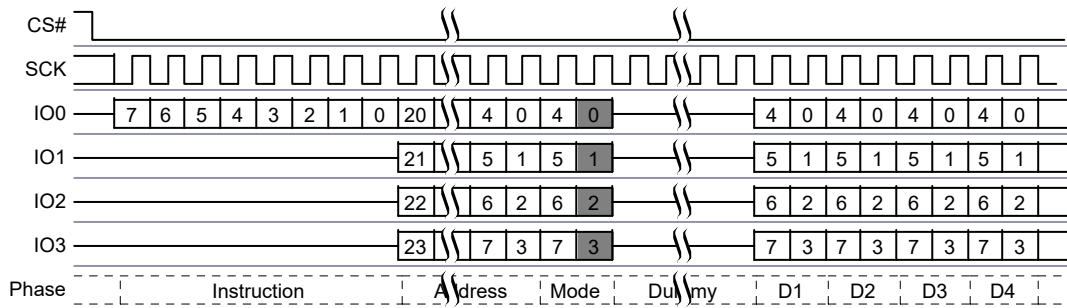 CS#
SCK
IO0 7 6 5 4 3 2 1 0 20 4 0 4 0 4 0 4 0 4 0 4 0
IO1 21 5 1 5 1 5 1 5 1 5 1 5 1
IO2 22 6 2 6 2 6 2 6 2 6 2 6 2
IO3 23 7 3 7 3 7 3 7 3 7 3 7 3
Phase Instruction Address Mode Dummy D1 D2 D3 D4